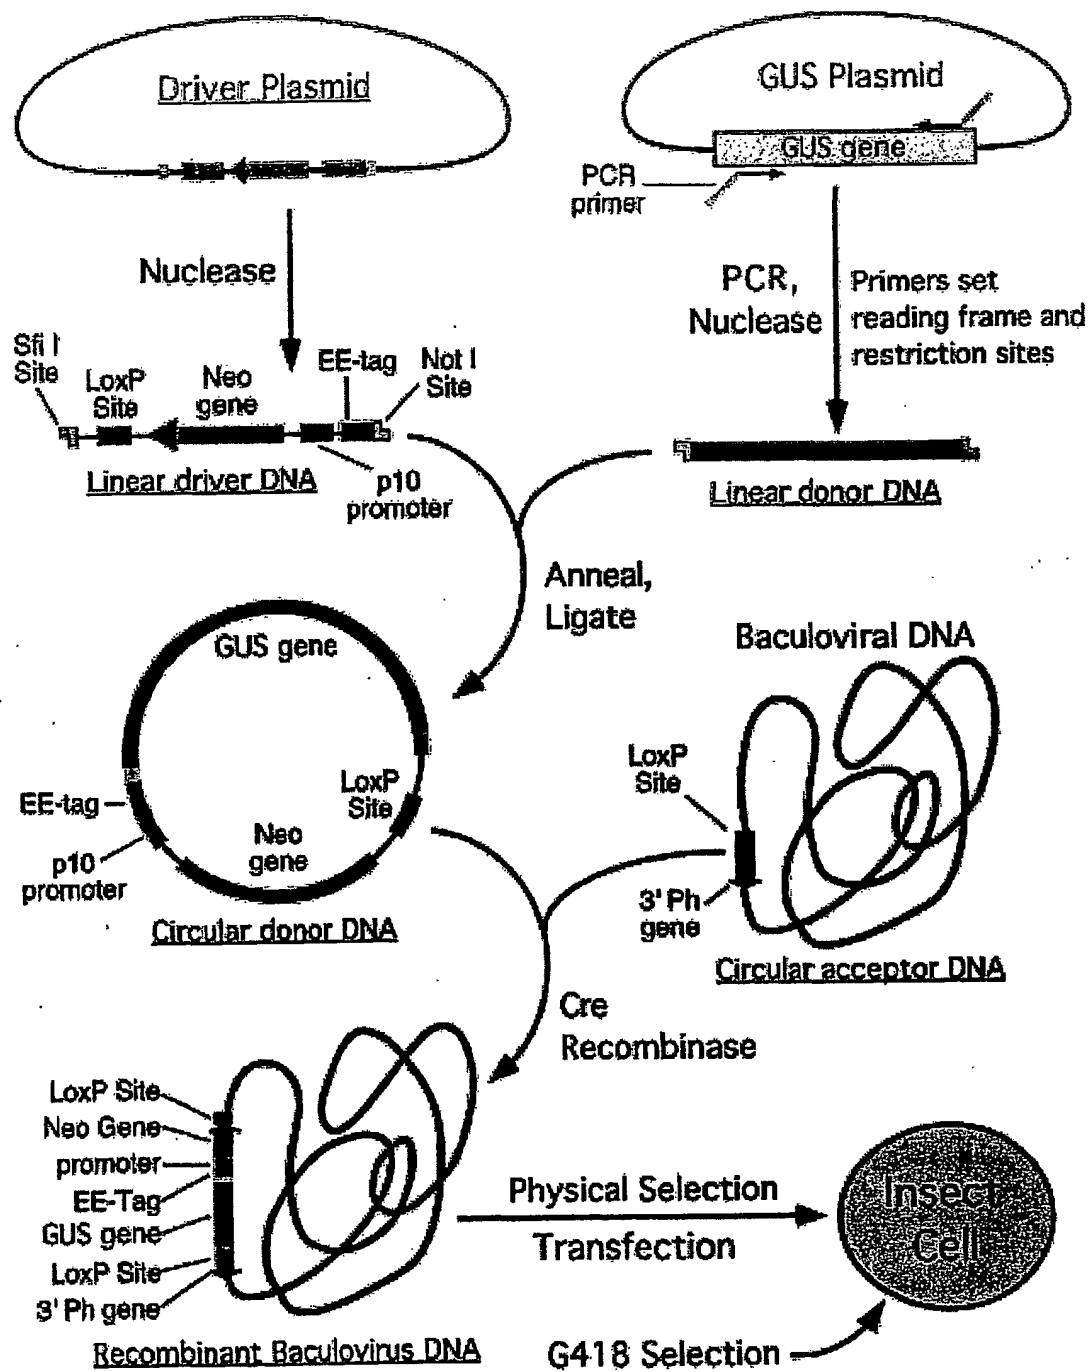 Driver Plasmid
GUS Plasmid
GUS gene
PCR
primer
Nuclease
PCR,
Nuclease
Primers set
reading frame and
restriction sites
Sfi I
Site
LoxP
Site
Neo
gene
EE-tag
Not I
Site
Linear driver DNA
p10
promoter
Linear donor DNA
Anneal,
Ligate
GUS gene
EE-tag
p10
promoter
Neo
gene
LoxP
Site
Circular donor DNA
Baculoviral DNA
LoxP
Site
3' Ph
gene
Circular acceptor DNA
Cre
Recombinase
LoxP Site
Neo Gene
promoter
EE-Tag
GUS gene
LoxP Site
3' Ph gene
Recombinant Baculovirus DNA
Physical Selection
Transfection
Insect
Cell
G418 Selection